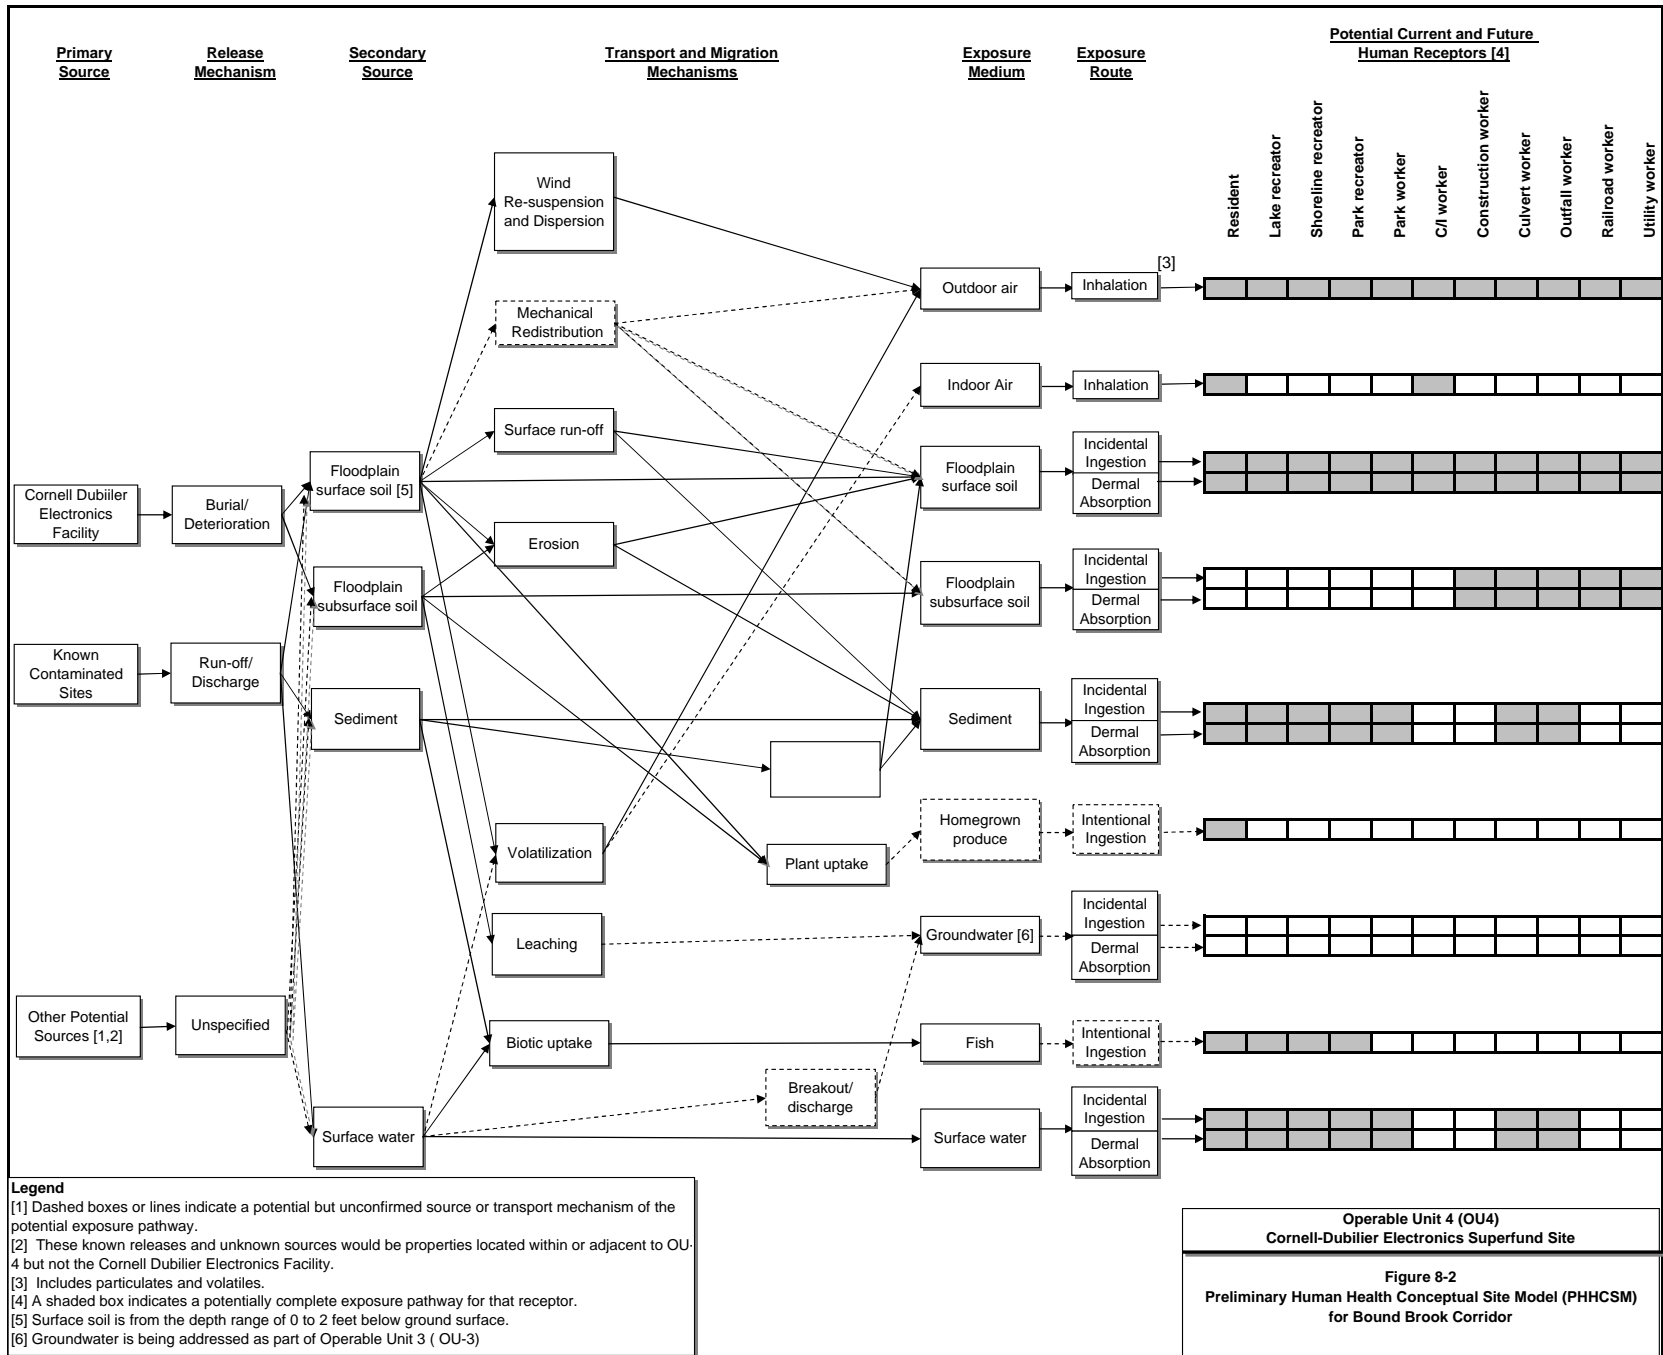 Primary
Source
Release
Mechanism
Secondary
Source
Transport and Migration
Mechanisms
Exposure
Medium
Exposure
Route
Potential Current and Future
Human Receptors [4]
Resident
Lake recreator
Shoreline recreator
Park recreator
Park worker
C/I worker
Construction worker
Culvert worker
Outfall worker
Railroad worker
Utility worker
Cornell Dubiiler
Electronics
Facility
Known
Contaminated
Sites
Other Potential
Sources [1,2]
Burial/
Deterioration
Run-off/
Discharge
Unspecified
Floodplain
surface soil [5]
Floodplain
subsurface soil
Sediment
Surface water
Wind
Re-suspension
and Dispersion
Mechanical
Redistribution
Surface run-off
Erosion
Volatilization
Leaching
Biotic uptake
Plant uptake
Breakout/
discharge
Outdoor air
Inhalation
[3]
Indoor Air
Inhalation
Floodplain
surface soil
Incidental
Ingestion
Dermal
Absorption
Floodplain
subsurface soil
Incidental
Ingestion
Dermal
Absorption
Sediment
Incidental
Ingestion
Dermal
Absorption
Homegrown
produce
Intentional
Ingestion
Groundwater [6]
Incidental
Ingestion
Dermal
Absorption
Fish
Intentional
Ingestion
Surface water
Incidental
Ingestion
Dermal
Absorption
Legend
[1] Dashed boxes or lines indicate a potential but unconfirmed source or transport mechanism of the
potential exposure pathway.
[2] These known releases and unknown sources would be properties located within or adjacent to OU-
4 but not the Cornell Dubilier Electronics Facility.
[3] Includes particulates and volatiles.
[4] A shaded box indicates a potentially complete exposure pathway for that receptor.
[5] Surface soil is from the depth range of 0 to 2 feet below ground surface.
[6] Groundwater is being addressed as part of Operable Unit 3 ( OU-3)
Operable Unit 4 (OU4)
Cornell-Dubilier Electronics Superfund Site
Figure 8-2
Preliminary Human Health Conceptual Site Model (PHHCSM)
for Bound Brook Corridor